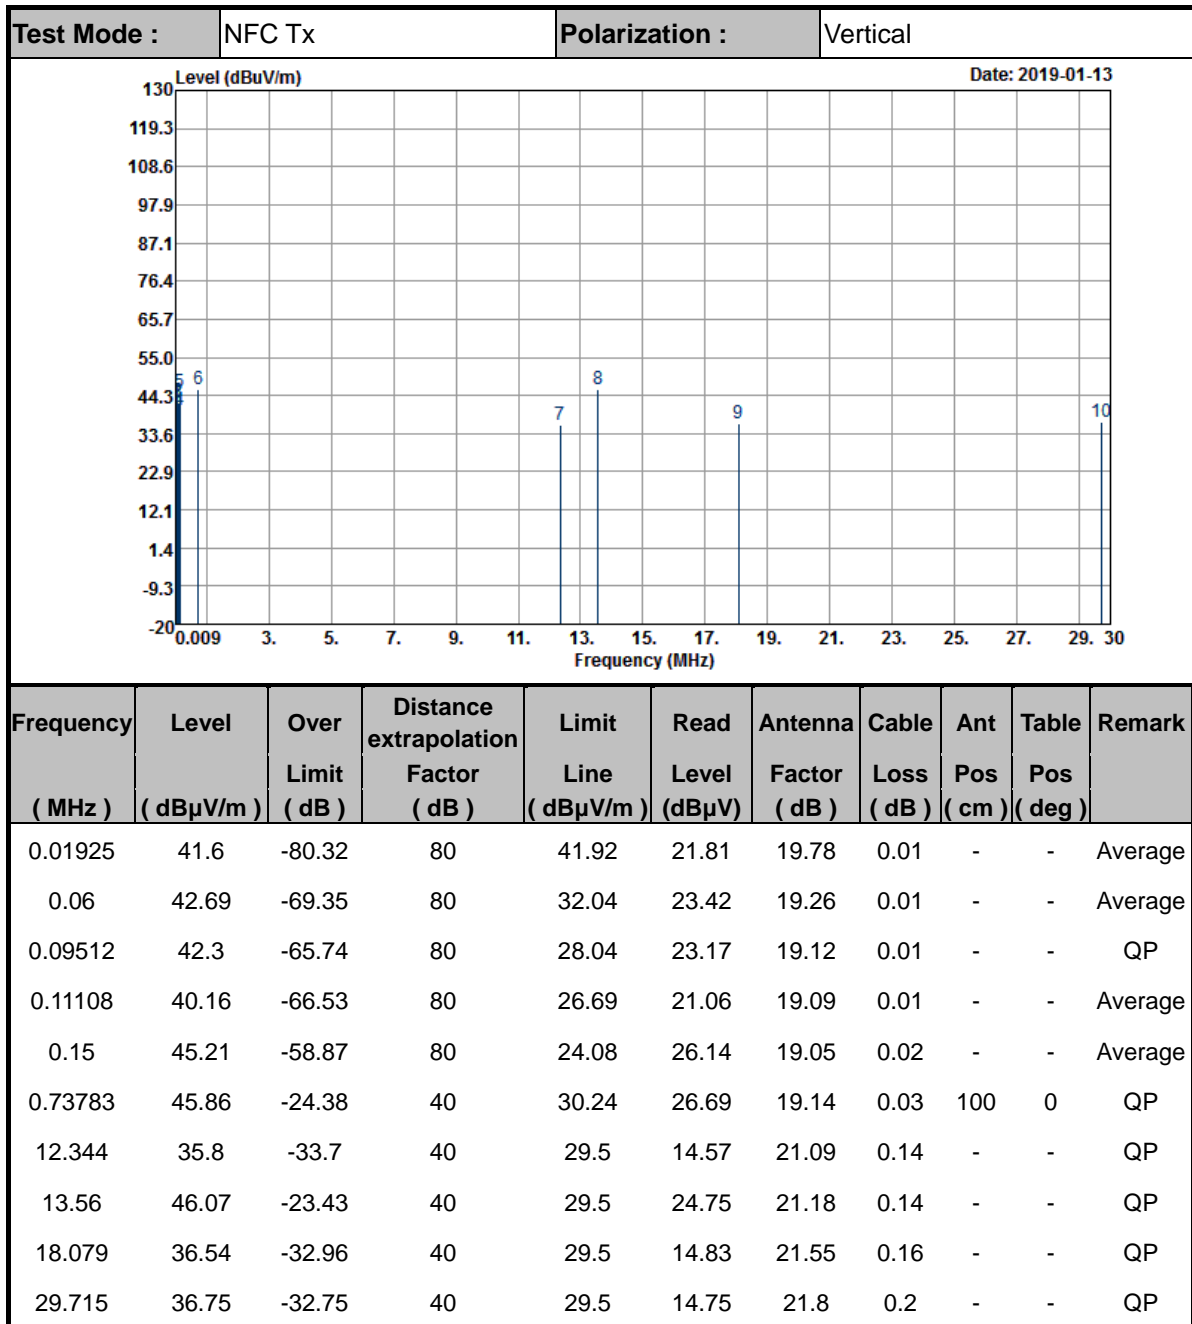 Test Mode : NFC Tx Polarization : Vertical
Level (dBuV/m) Date: 2019-01-13
130
119.3
108.6
97.9
87.1
76.4
65.7
55.0
44.3
33.6
22.9
12.1
1.4
-9.3
-20
5 6 7 8 9 10
0.009 3. 5. 7. 9. 11. 13. 15. 17. 19. 21. 23. 25. 27. 29. 30
Frequency (MHz)
Frequency Level Over Distance extrapolation Limit Read Antenna Cable Ant Table Remark
Limit Factor Line Level Factor Loss Pos Pos
( MHz ) ( dBµV/m ) ( dB ) ( dB ) ( dBµV/m ) (dBµV) ( dB ) ( dB ) ( cm ) ( deg )
0.01925 41.6 -80.32 80 41.92 21.81 19.78 0.01 - - Average
0.06 42.69 -69.35 80 32.04 23.42 19.26 0.01 - - Average
0.09512 42.3 -65.74 80 28.04 23.17 19.12 0.01 - - QP
0.11108 40.16 -66.53 80 26.69 21.06 19.09 0.01 - - Average
0.15 45.21 -58.87 80 24.08 26.14 19.05 0.02 - - Average
0.73783 45.86 -24.38 40 30.24 26.69 19.14 0.03 100 0 QP
12.344 35.8 -33.7 40 29.5 14.57 21.09 0.14 - - QP
13.56 46.07 -23.43 40 29.5 24.75 21.18 0.14 - - QP
18.079 36.54 -32.96 40 29.5 14.83 21.55 0.16 - - QP
29.715 36.75 -32.75 40 29.5 14.75 21.8 0.2 - - QP